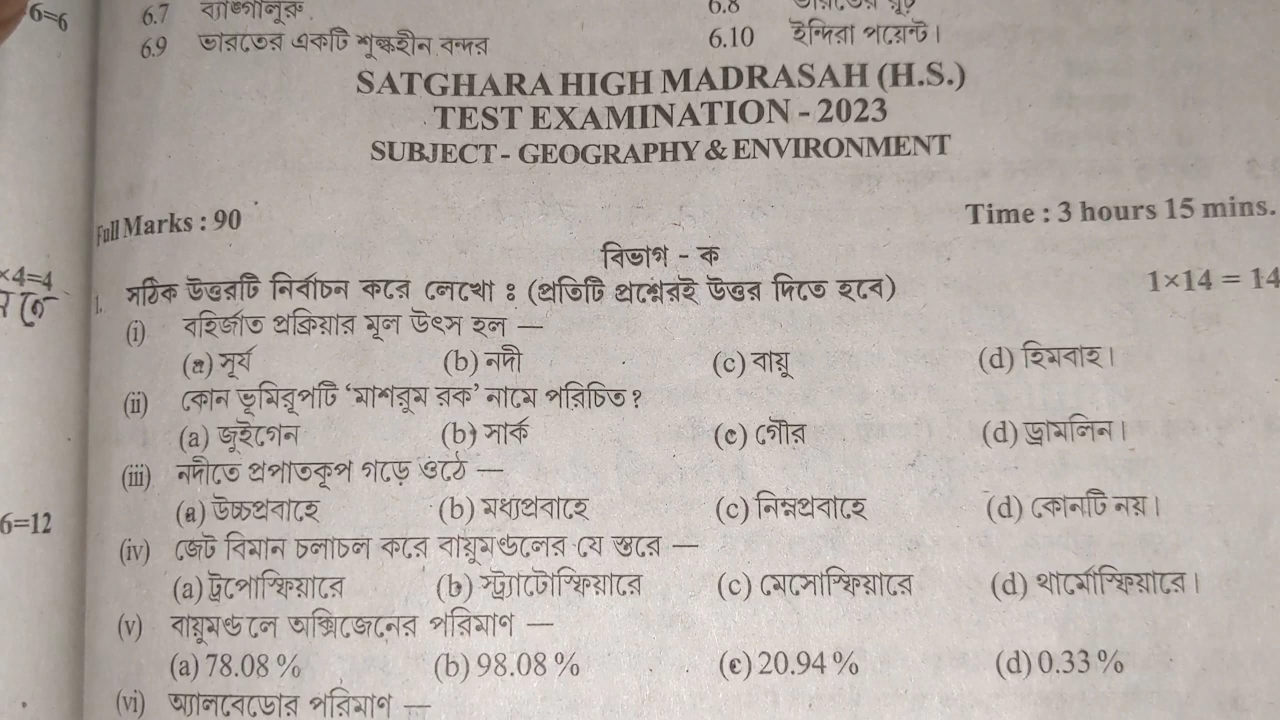 6=6
6.7 ব্যাঙ্গালুরু 6.8
6.9 ভারতের একটি শুল্কহীন বন্দর 6.10 ইন্দিরা পয়েন্ট।
SATGHARA HIGH MADRASAH (H.S.)
TEST EXAMINATION - 2023
SUBJECT - GEOGRAPHY & ENVIRONMENT
Full Marks : 90 Time : 3 hours 15 mins.
বিভাগ - ক
×4=4
1. সঠিক উত্তরটি নির্বাচন করে লেখো ঃ (প্রতিটি প্রশ্নেরই উত্তর দিতে হবে) 1×14 = 14
(i) বহির্জাত প্রক্রিয়ার মূল উৎস হল —
(a) সূর্য (b) নদী (c) বায়ু (d) হিমবাহ।
(ii) কোন ভূমিরূপটি ‘মাশরুম রক’ নামে পরিচিত ?
(a) জুইগেন (b) সার্ক (c) গৌর (d) ড্রামলিন।
(iii) নদীতে প্রপাতকূপ গড়ে ওঠে —
(a) উচ্চপ্রবাহে (b) মধ্যপ্রবাহে (c) নিম্নপ্রবাহে (d) কোনটি নয়।
6=12
(iv) জেট বিমান চলাচল করে বায়ুমণ্ডলের যে স্তরে —
(a) ট্রপোস্ফিয়ারে (b) স্ট্র্যাটোস্ফিয়ারে (c) মেসোস্ফিয়ারে (d) থার্মোস্ফিয়ারে।
(v) বায়ুমণ্ডলে অক্সিজেনের পরিমাণ —
(a) 78.08 % (b) 98.08 % (c) 20.94 % (d) 0.33 %
(vi) অ্যালবেডোর পরিমাণ —